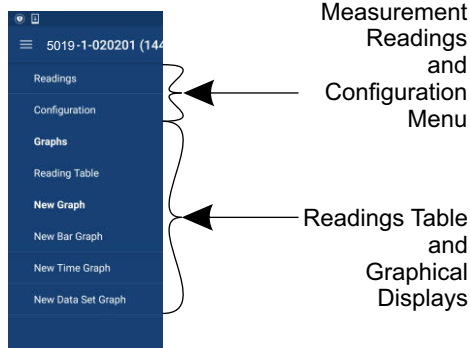 5019-1-020201 (144
Readings
Configuration
Graphs
Reading Table
New Graph
New Bar Graph
New Time Graph
New Data Set Graph
Measurement
Readings
and
Configuration
Menu
Readings Table
and
Graphical
Displays